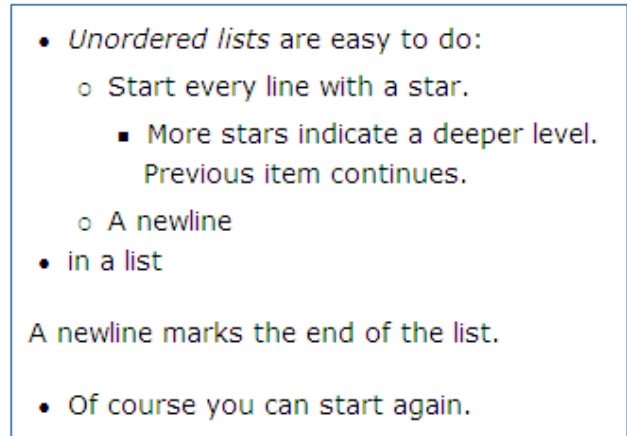 • Unordered lists are easy to do:
o Start every line with a star.
▪ More stars indicate a deeper level.
Previous item continues.
o A newline
• in a list
A newline marks the end of the list.
• Of course you can start again.